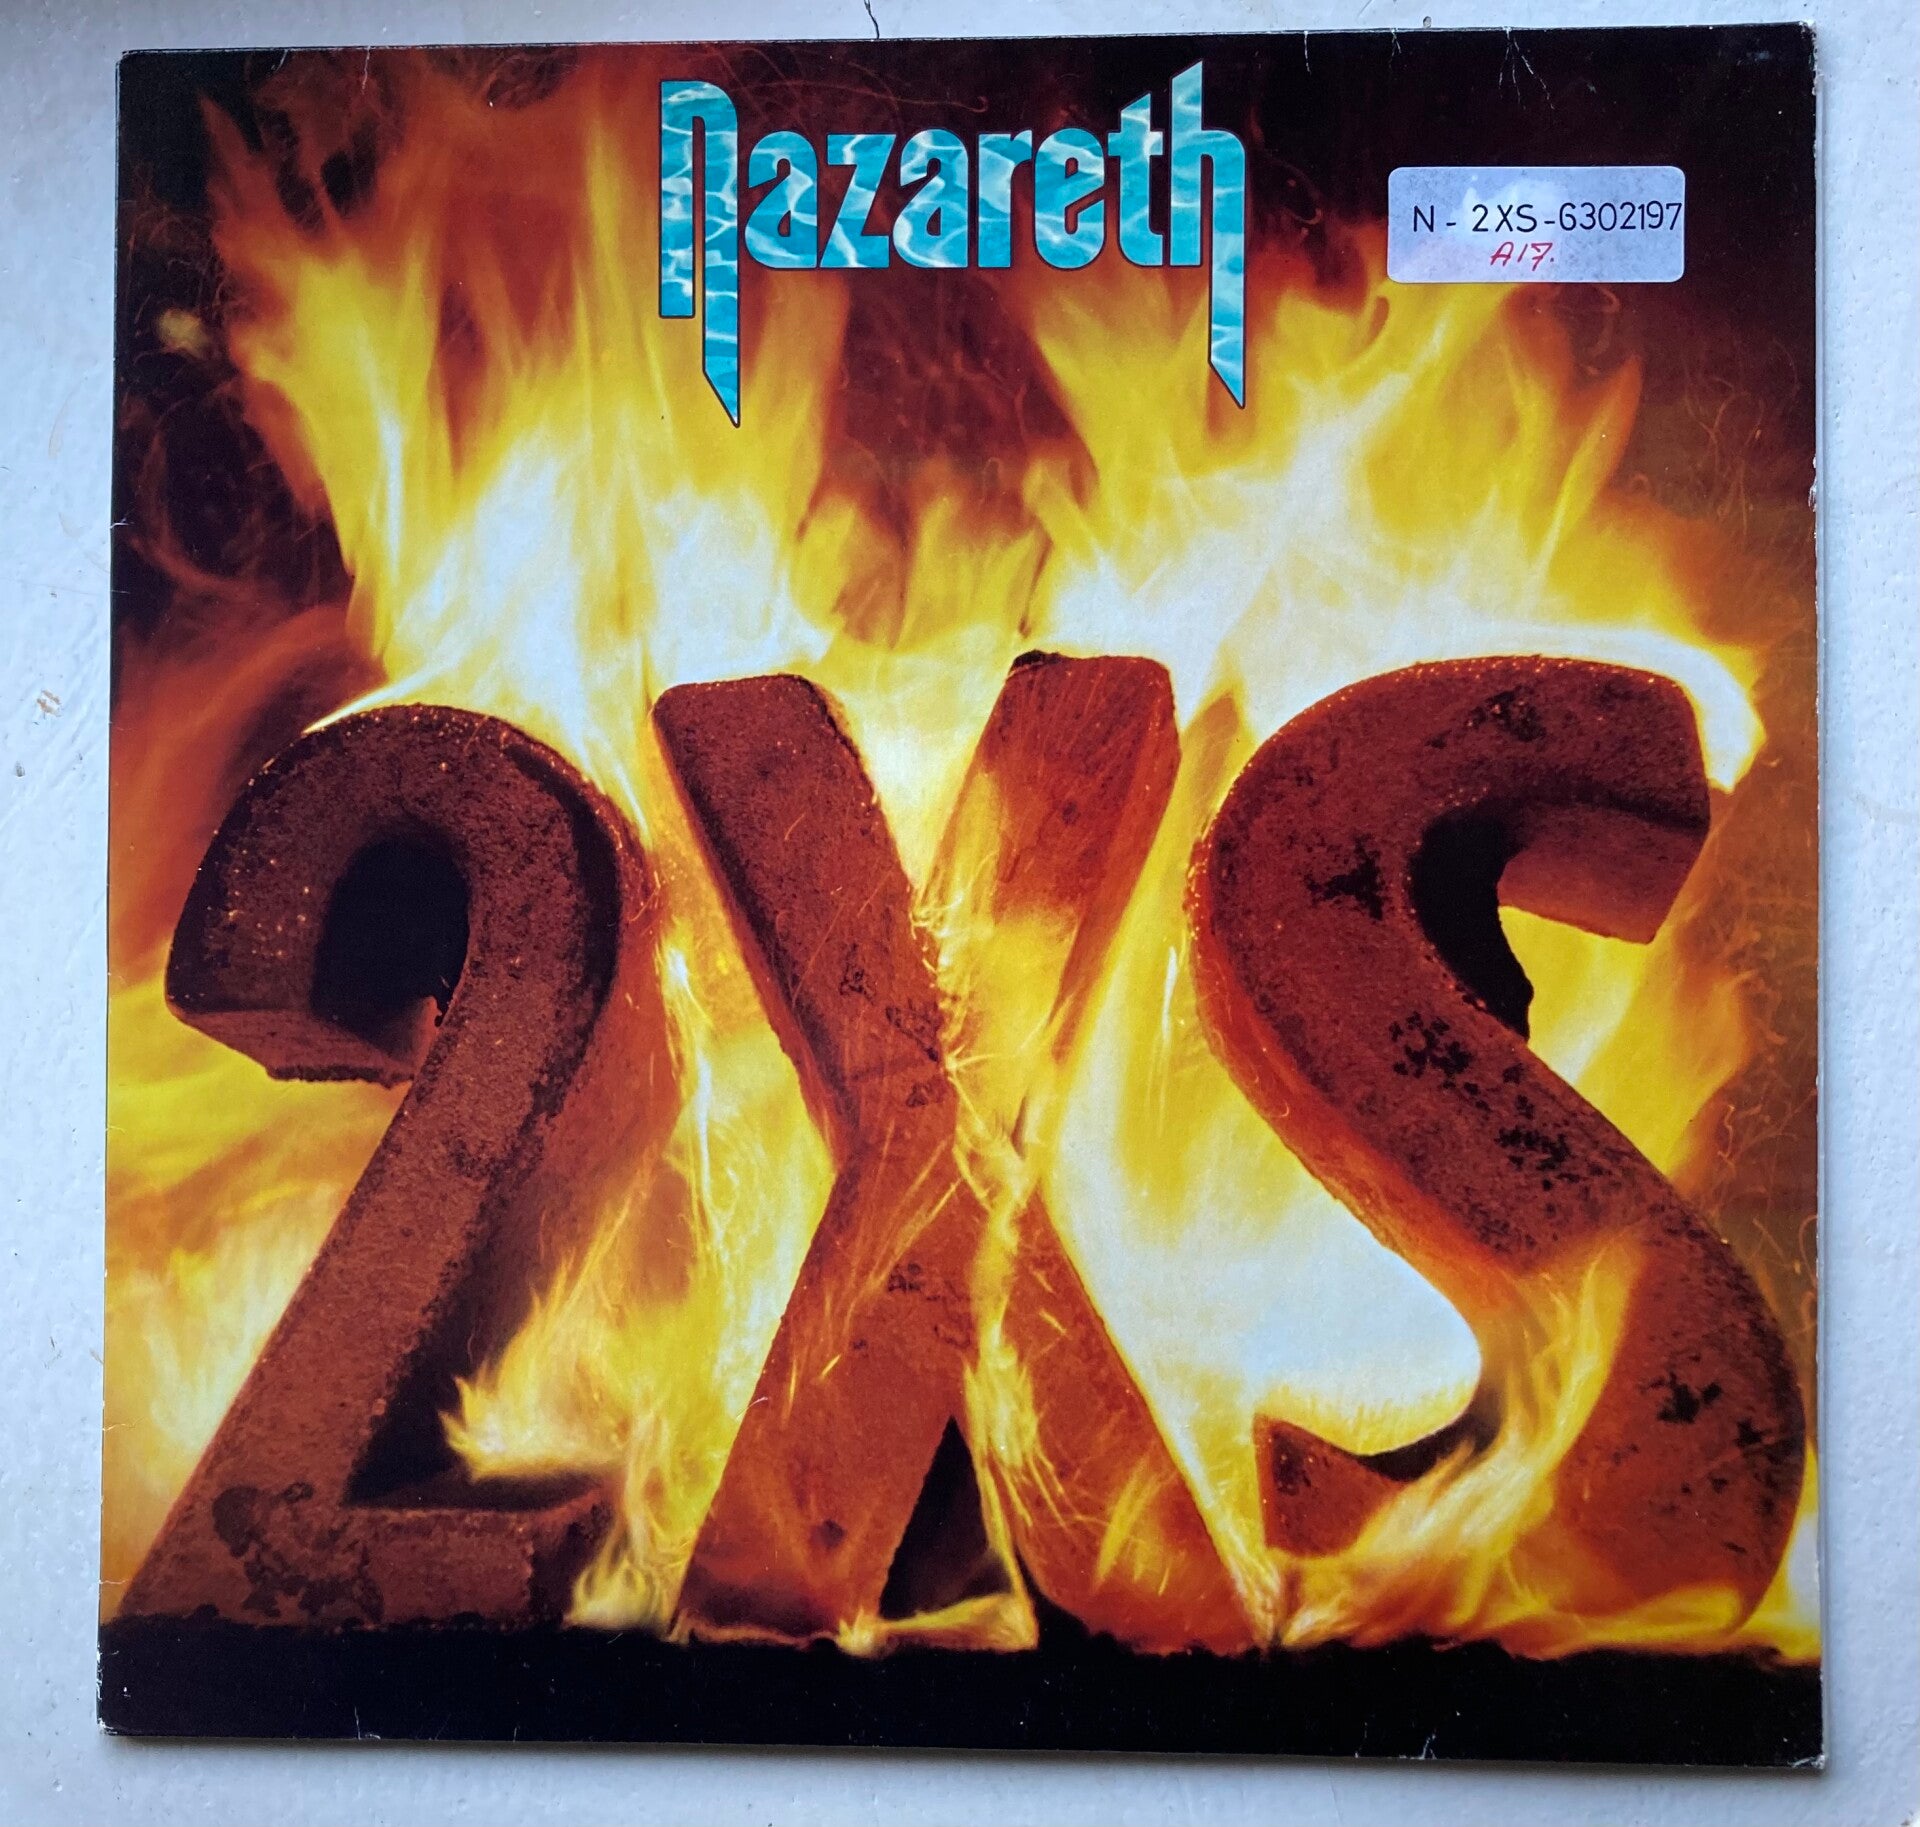 Nazareth
N - 2XS - 6302197
A17.
2XS